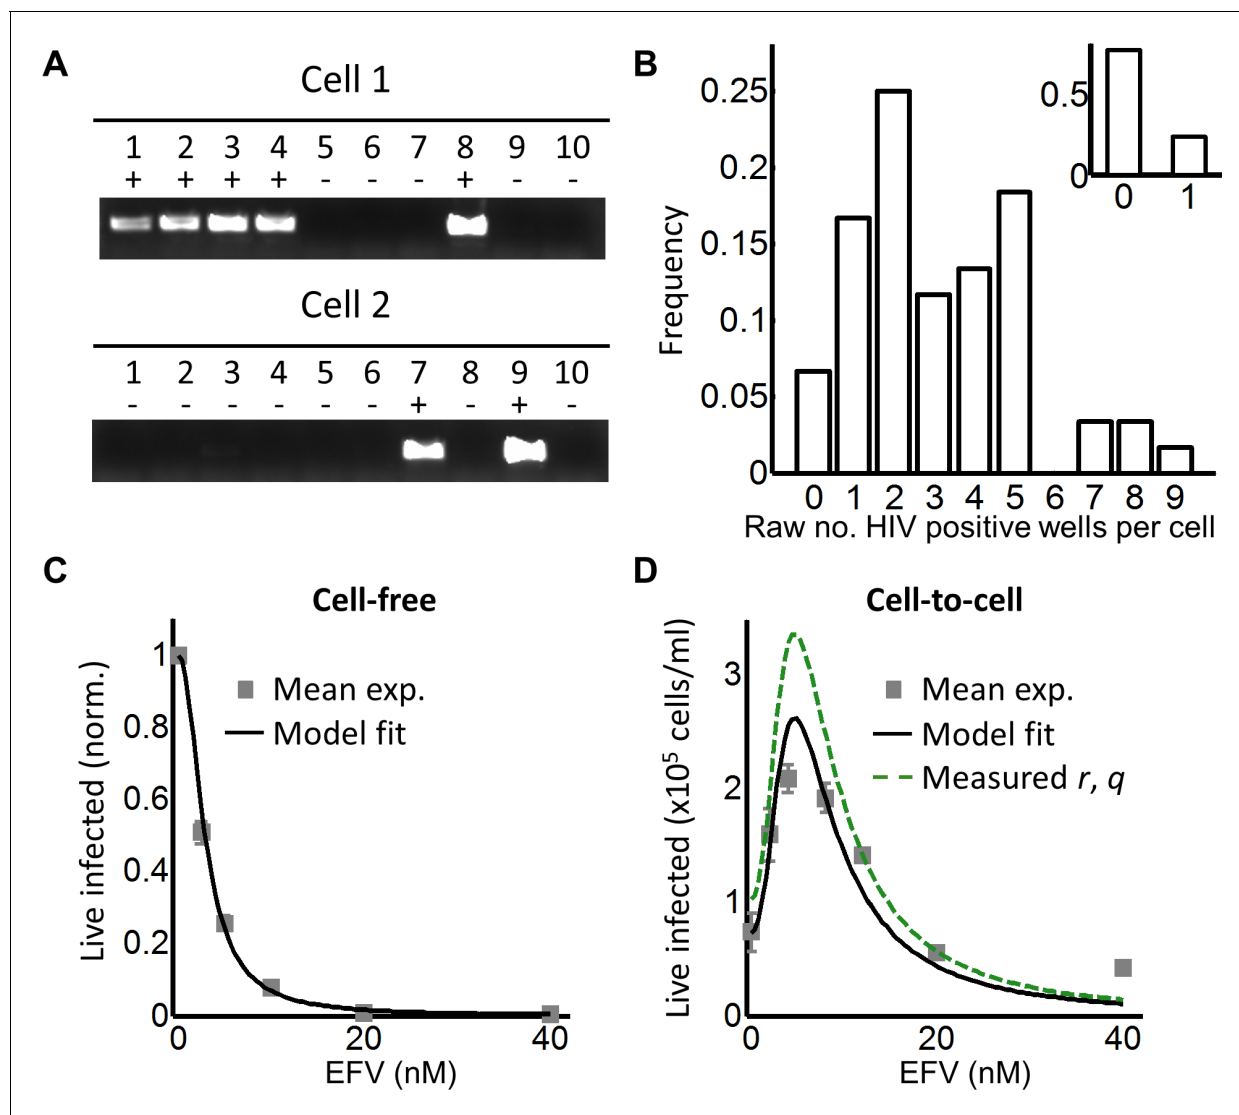 A
Cell 1
1 2 3 4 5 6 7 8 9 10
+ + + + - - - + - -
Cell 2
1 2 3 4 5 6 7 8 9 10
- - - - - - + - + -
B
Frequency
0.25
0.2
0.15
0.1
0.05
0
0 1 2 3 4 5 6 7 8 9
Raw no. HIV positive wells per cell
0.5
0
0 1
C
Cell-free
Live infected (norm.)
1
0.8
0.6
0.4
0.2
0
0 20 40
EFV (nM)
Mean exp.
Model fit
D
Cell-to-cell
Live infected (x10⁵ cells/ml)
3
2
1
0
0 20 40
EFV (nM)
Mean exp.
Model fit
Measured r, q